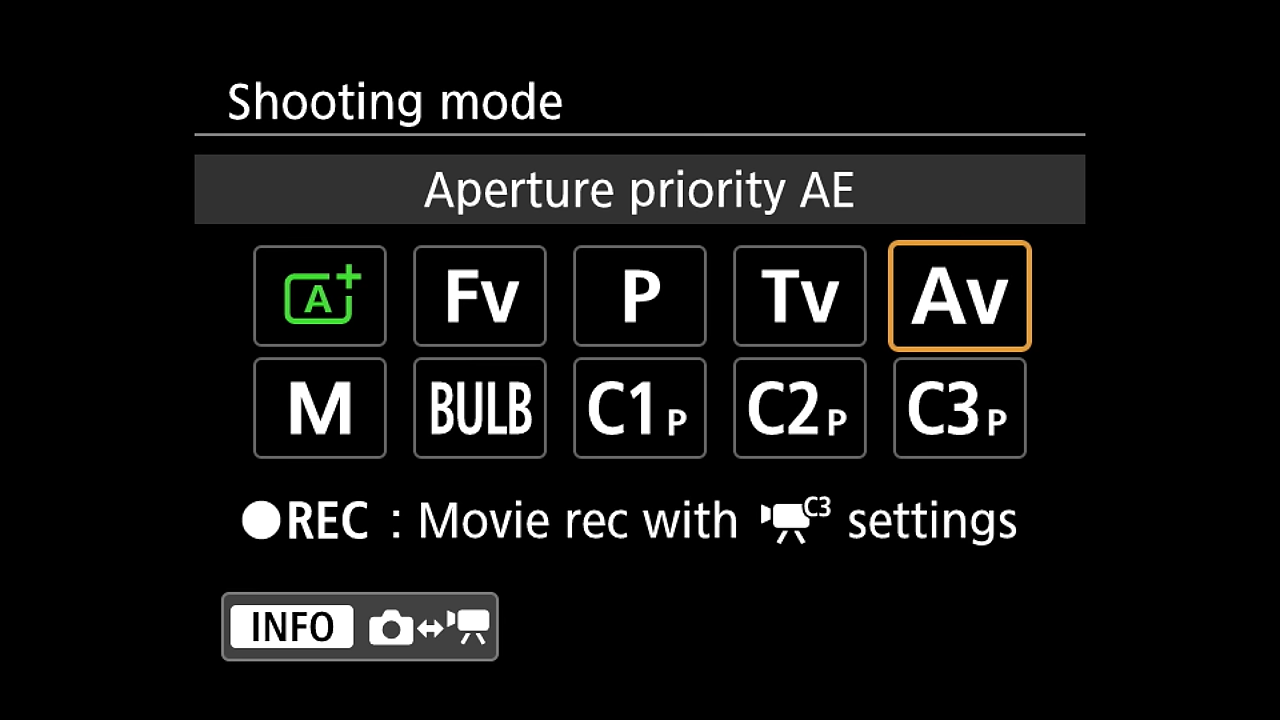 Shooting mode
Aperture priority AE
A+ Fv P Tv Av
M BULB C1P C2P C3P
●REC : Movie rec with C3 settings
INFO